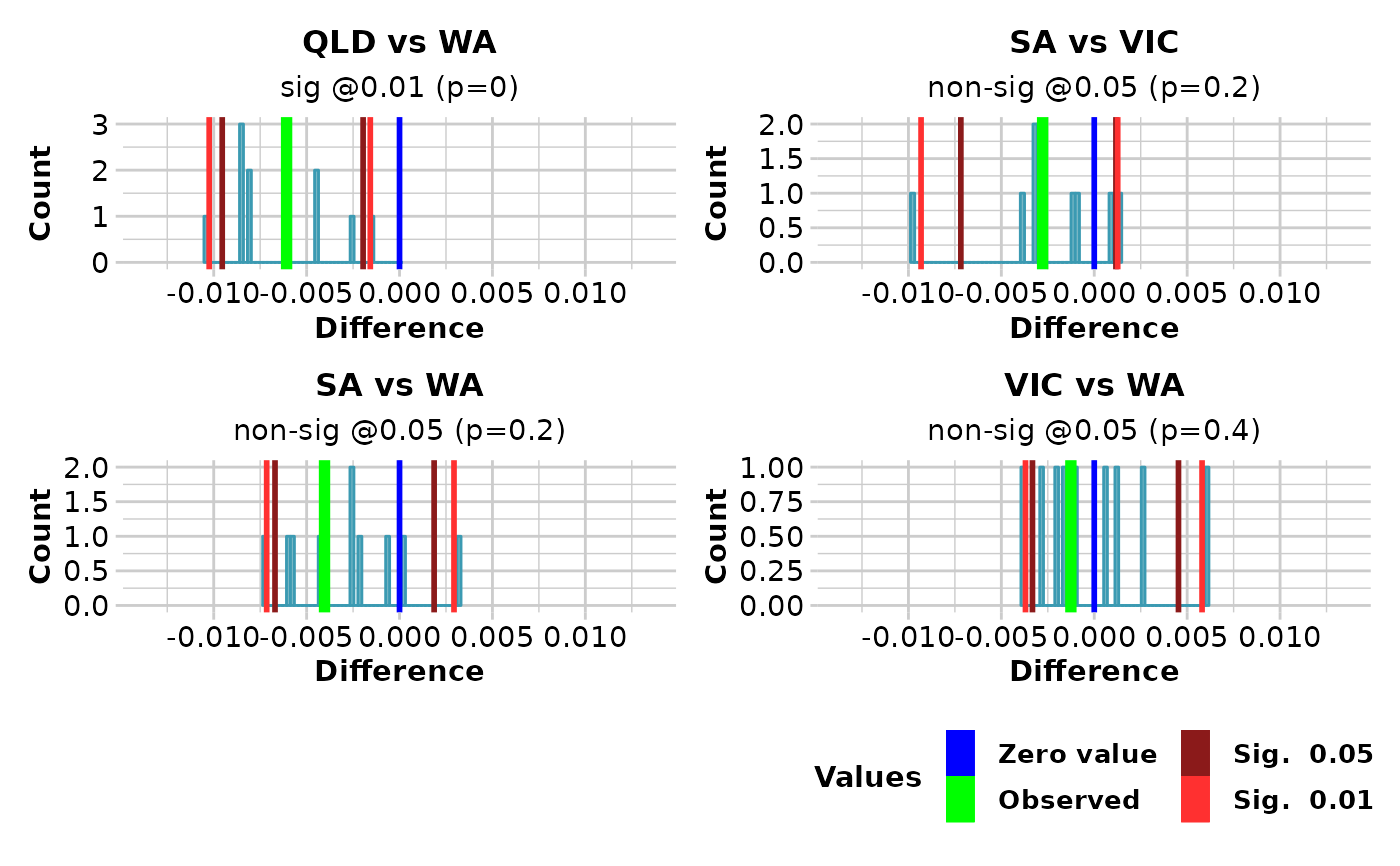 QLD vs WA
sig @0.01 (p=0)
3
2
1
0
Count
-0.010 -0.005 0.000 0.005 0.010
Difference
SA vs VIC
non-sig @0.05 (p=0.2)
2.0
1.5
1.0
0.5
0.0
Count
-0.010 -0.005 0.000 0.005 0.010
Difference
SA vs WA
non-sig @0.05 (p=0.2)
2.0
1.5
1.0
0.5
0.0
Count
-0.010 -0.005 0.000 0.005 0.010
Difference
VIC vs WA
non-sig @0.05 (p=0.4)
1.00
0.75
0.50
0.25
0.00
Count
-0.010 -0.005 0.000 0.005 0.010
Difference
Values
Zero value
Observed
Sig.  0.05
Sig.  0.01